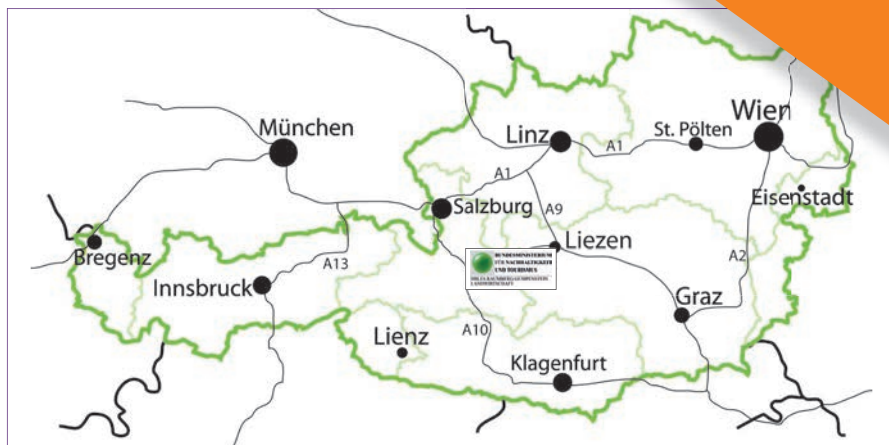 München
Linz
A1
St. Pölten
Wien
A1
Salzburg
A9
Eisenstadt
Bregenz
A13
Liezen
A2
BUNDESMINISTERIUM
FÜR NACHHALTIGKEIT
UND TOURISMUS
LANDWIRTSCHAFT
Innsbruck
Graz
Lienz
A10
Klagenfurt